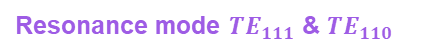 Resonance mode TE₁₁₁ & TE₁₁₀